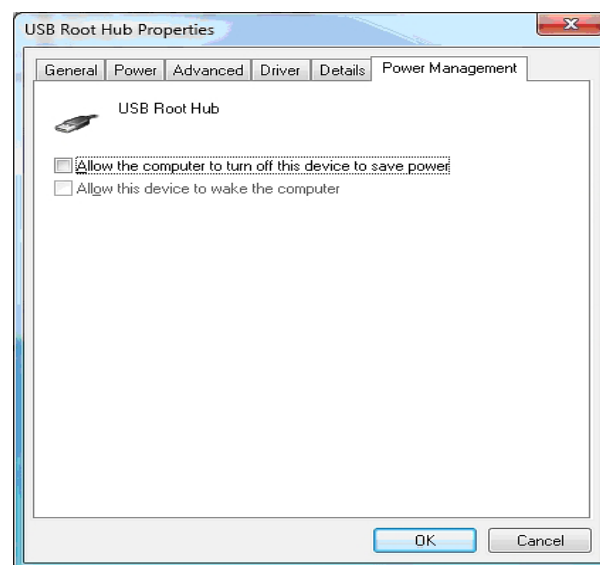 USB Root Hub Properties
General Power Advanced Driver Details Power Management
USB Root Hub
Allow the computer to turn off this device to save power
Allow this device to wake the computer
OK Cancel